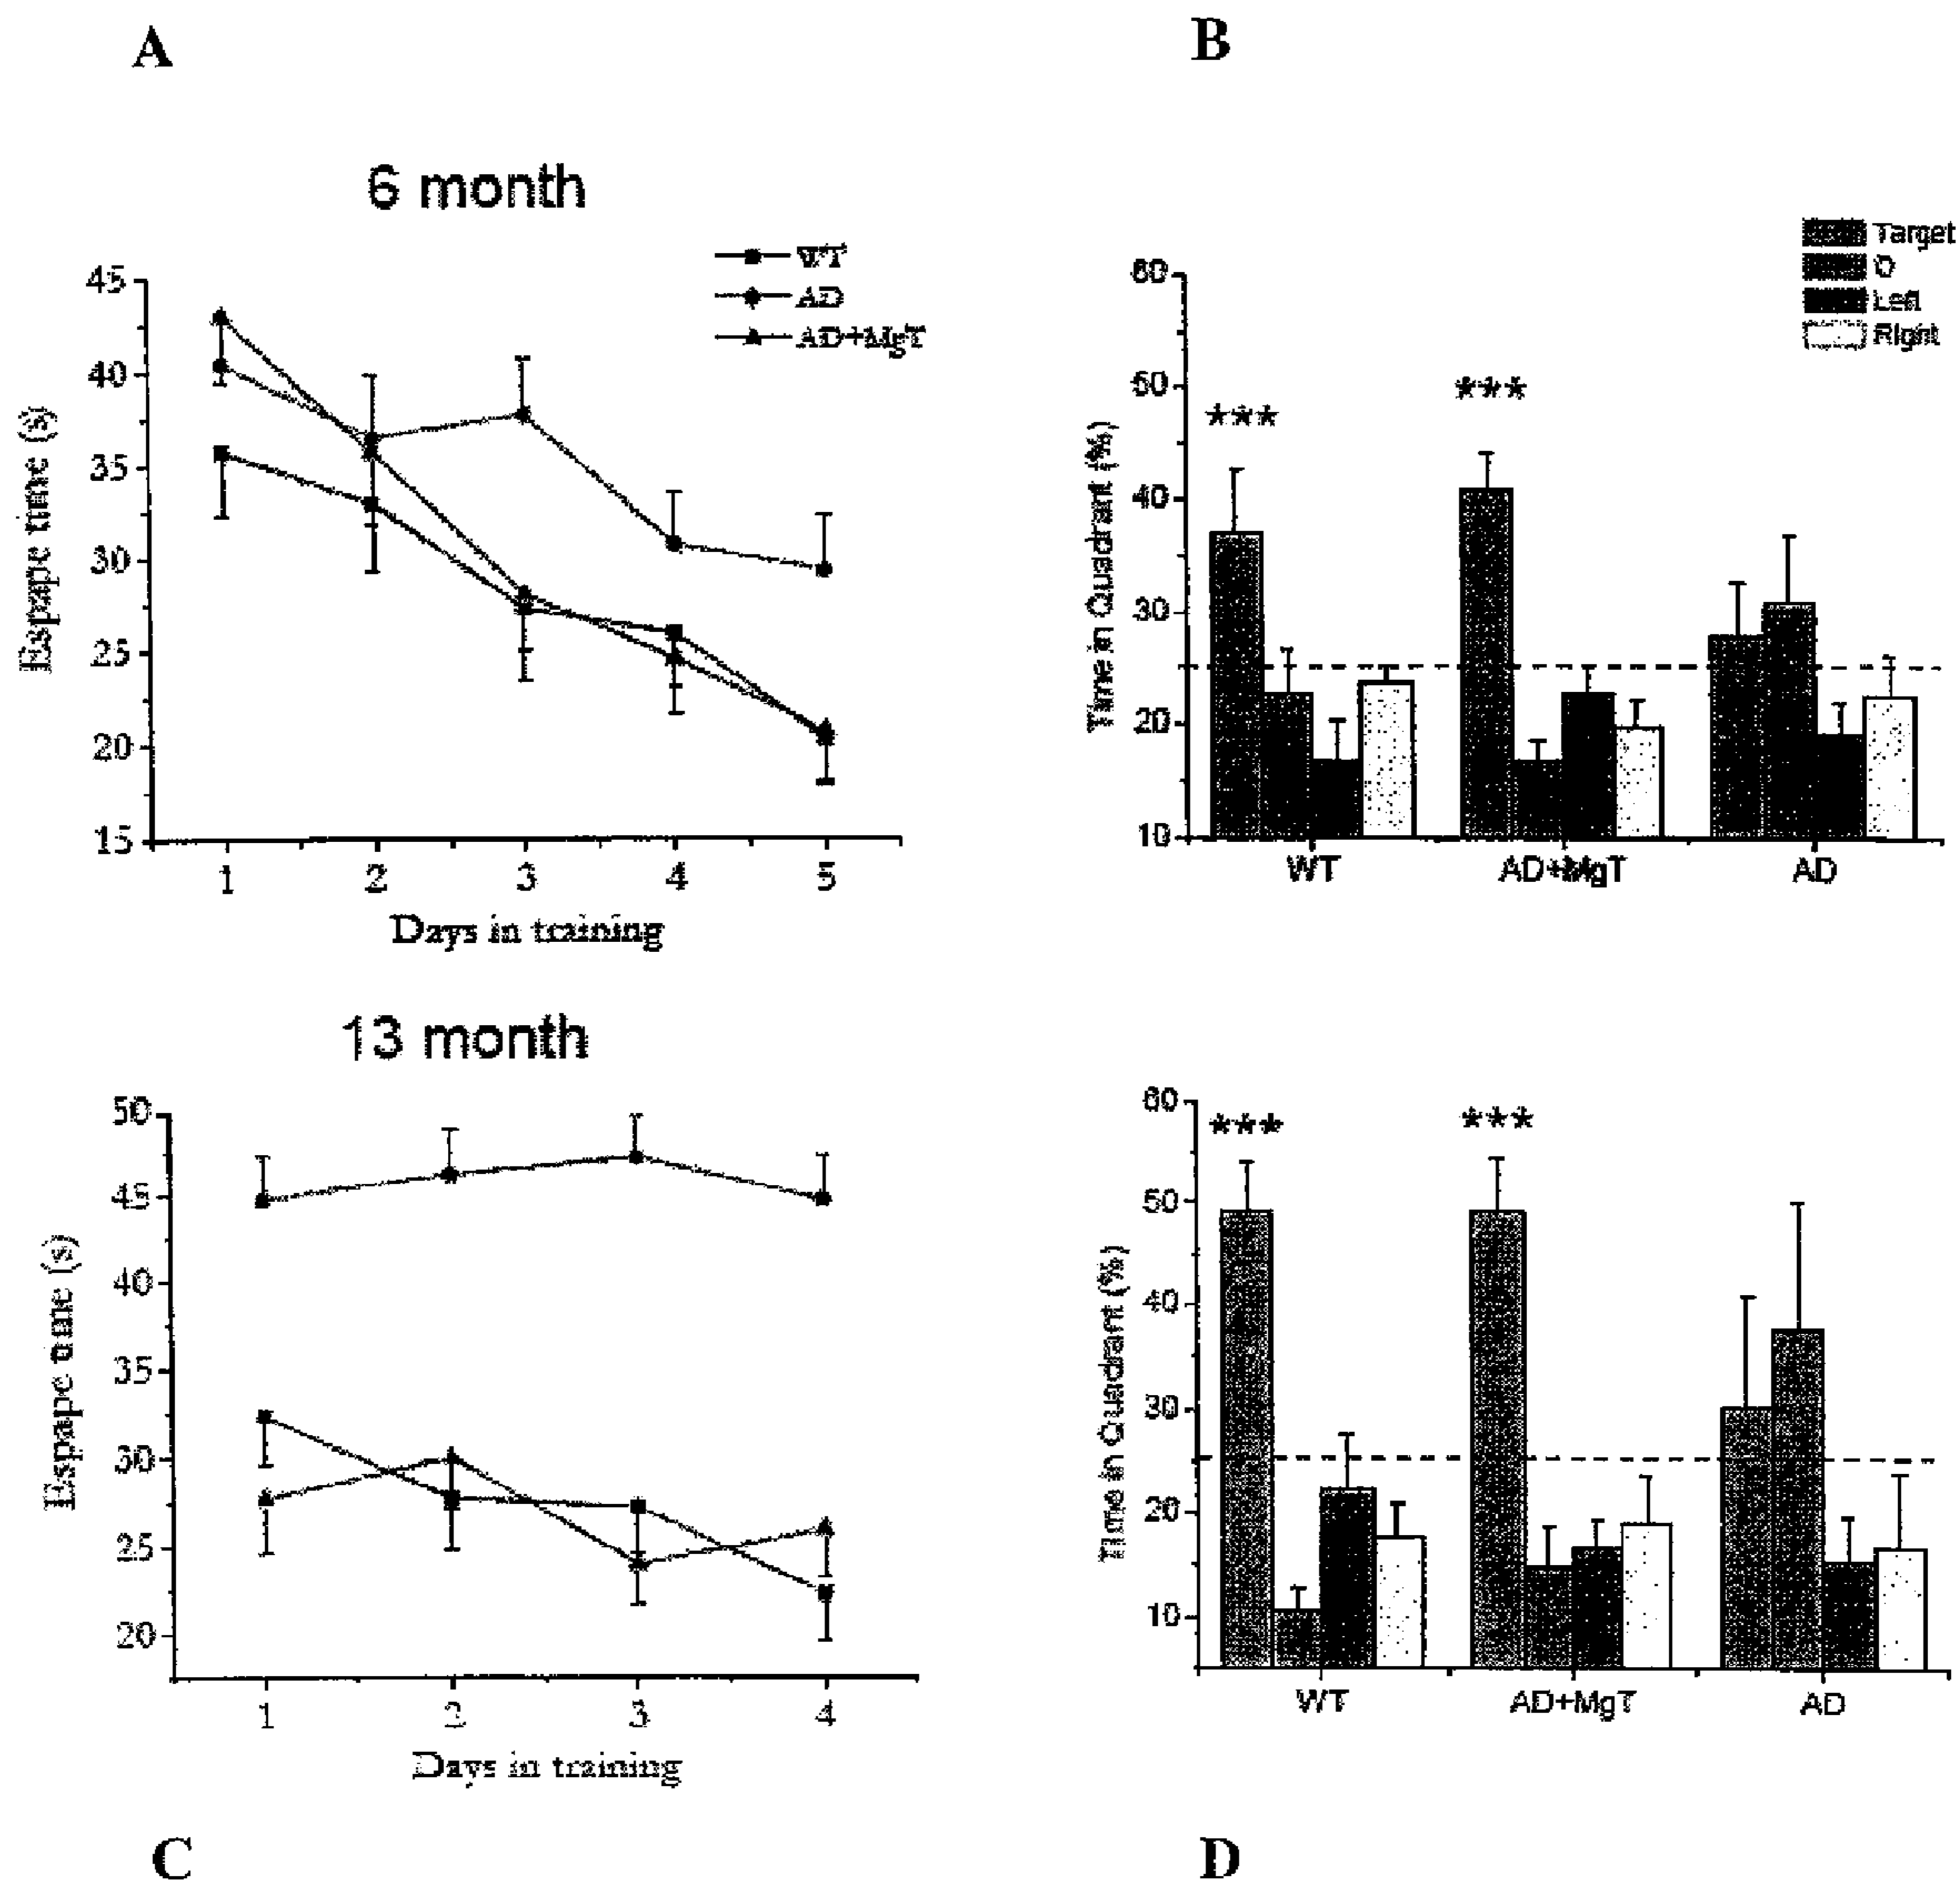 A
B
6 month
WT
AD
AD+MgT
45
40
35
30
25
20
15
Espape time (s)
1 2 3 4 5
Days in training
Target
O
Left
Right
60
50
40
30
20
10
Time in Quadrant (%)
***
***
WT AD+MgT AD
13 month
50
45
40
35
30
25
20
Espape time (s)
1 2 3 4
Days in training
60
50
40
30
20
10
Time in Quadrant (%)
***
***
WT AD+MgT AD
C
D